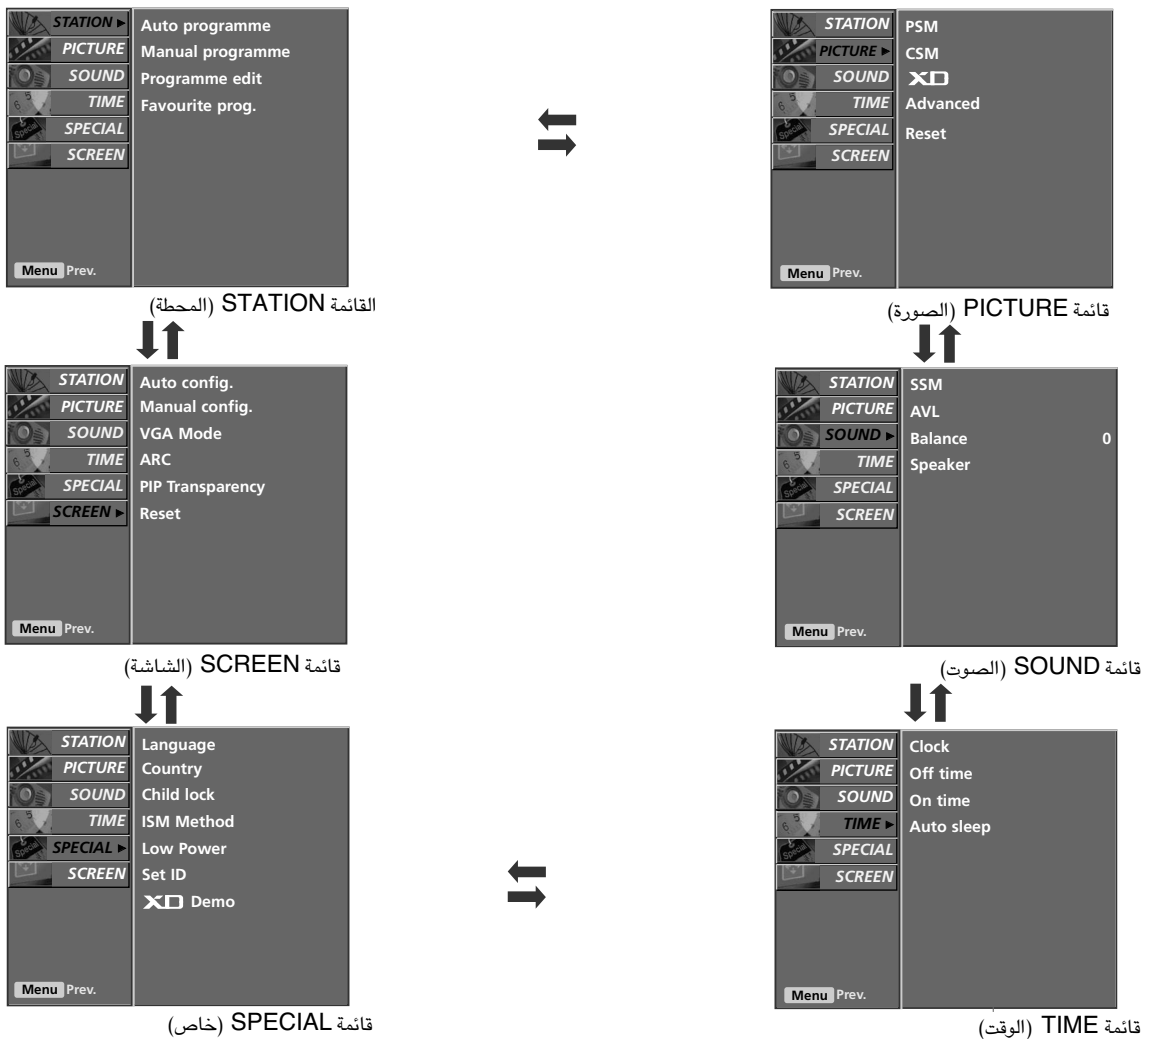 STATION
PICTURE
SOUND
TIME
SPECIAL
SCREEN
Auto programme
Manual programme
Programme edit
Favourite prog.
Menu Prev.
القائمة STATION (المحطة)
STATION
PICTURE
SOUND
TIME
SPECIAL
SCREEN
PSM
CSM
XD
Advanced
Reset
Menu Prev.
قائمة PICTURE (الصورة)
STATION
PICTURE
SOUND
TIME
SPECIAL
SCREEN
Auto config.
Manual config.
VGA Mode
ARC
PIP Transparency
Reset
Menu Prev.
قائمة SCREEN (الشاشة)
STATION
PICTURE
SOUND
TIME
SPECIAL
SCREEN
SSM
AVL
Balance 0
Speaker
Menu Prev.
قائمة SOUND (الصوت)
STATION
PICTURE
SOUND
TIME
SPECIAL
SCREEN
Language
Country
Child lock
ISM Method
Low Power
Set ID
XD Demo
Menu Prev.
قائمة SPECIAL (خاص)
STATION
PICTURE
SOUND
TIME
SPECIAL
SCREEN
Clock
Off time
On time
Auto sleep
Menu Prev.
قائمة TIME (الوقت)